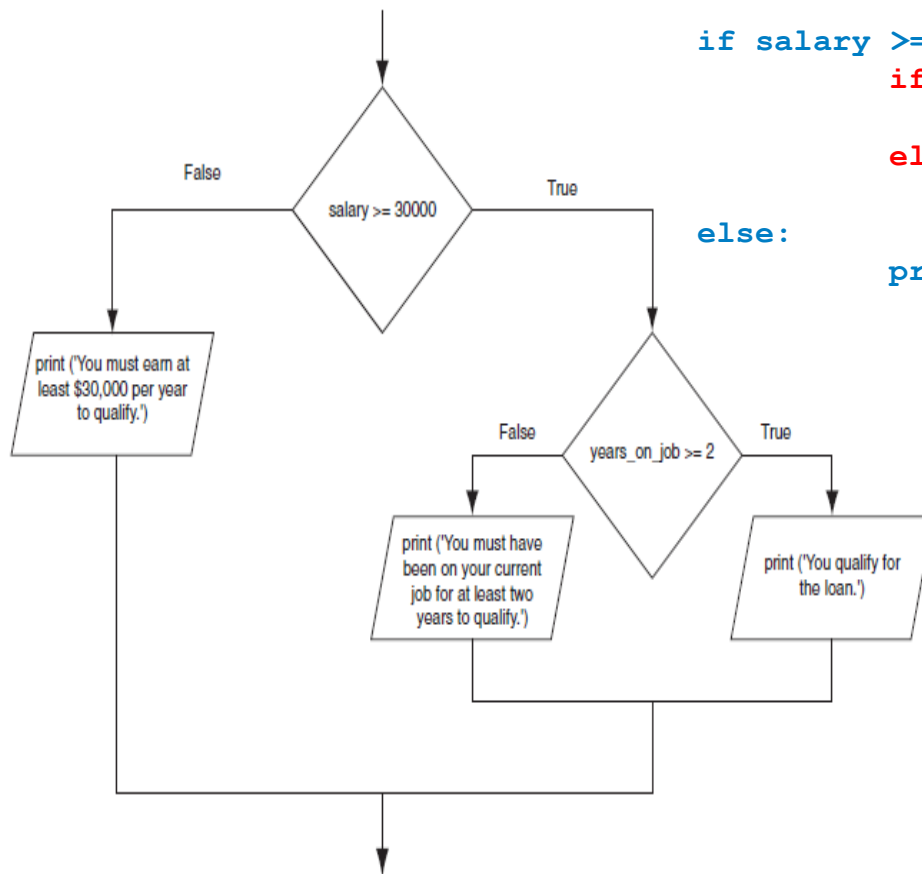 if salary >=
if
el
else:
pr
False
salary >= 30000
True
print ('You must earn at
least $30,000 per year
to qualify.')
False
years_on_job >= 2
True
print ('You must have
been on your current
job for at least two
years to qualify.')
print ('You qualify for
the loan.')